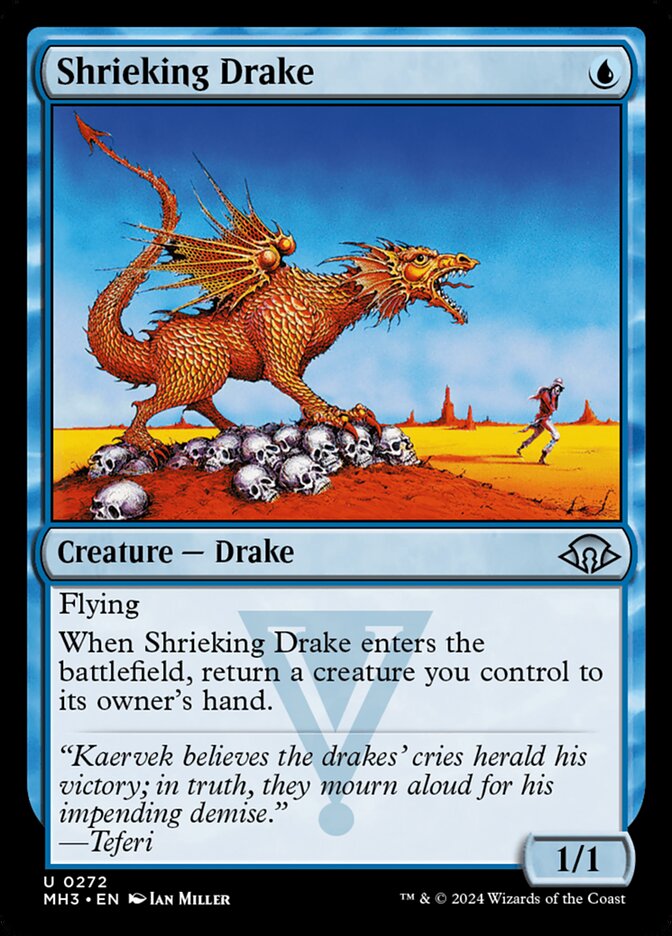 Shrieking Drake
Creature — Drake
Flying
When Shrieking Drake enters the
battlefield, return a creature you control to
its owner's hand.
“Kaervek believes the drakes' cries herald his
victory; in truth, they mourn aloud for his
impending demise.”
—Teferi
1/1
U 0272
MH3 • EN Ian Miller
™ & © 2024 Wizards of the Coast